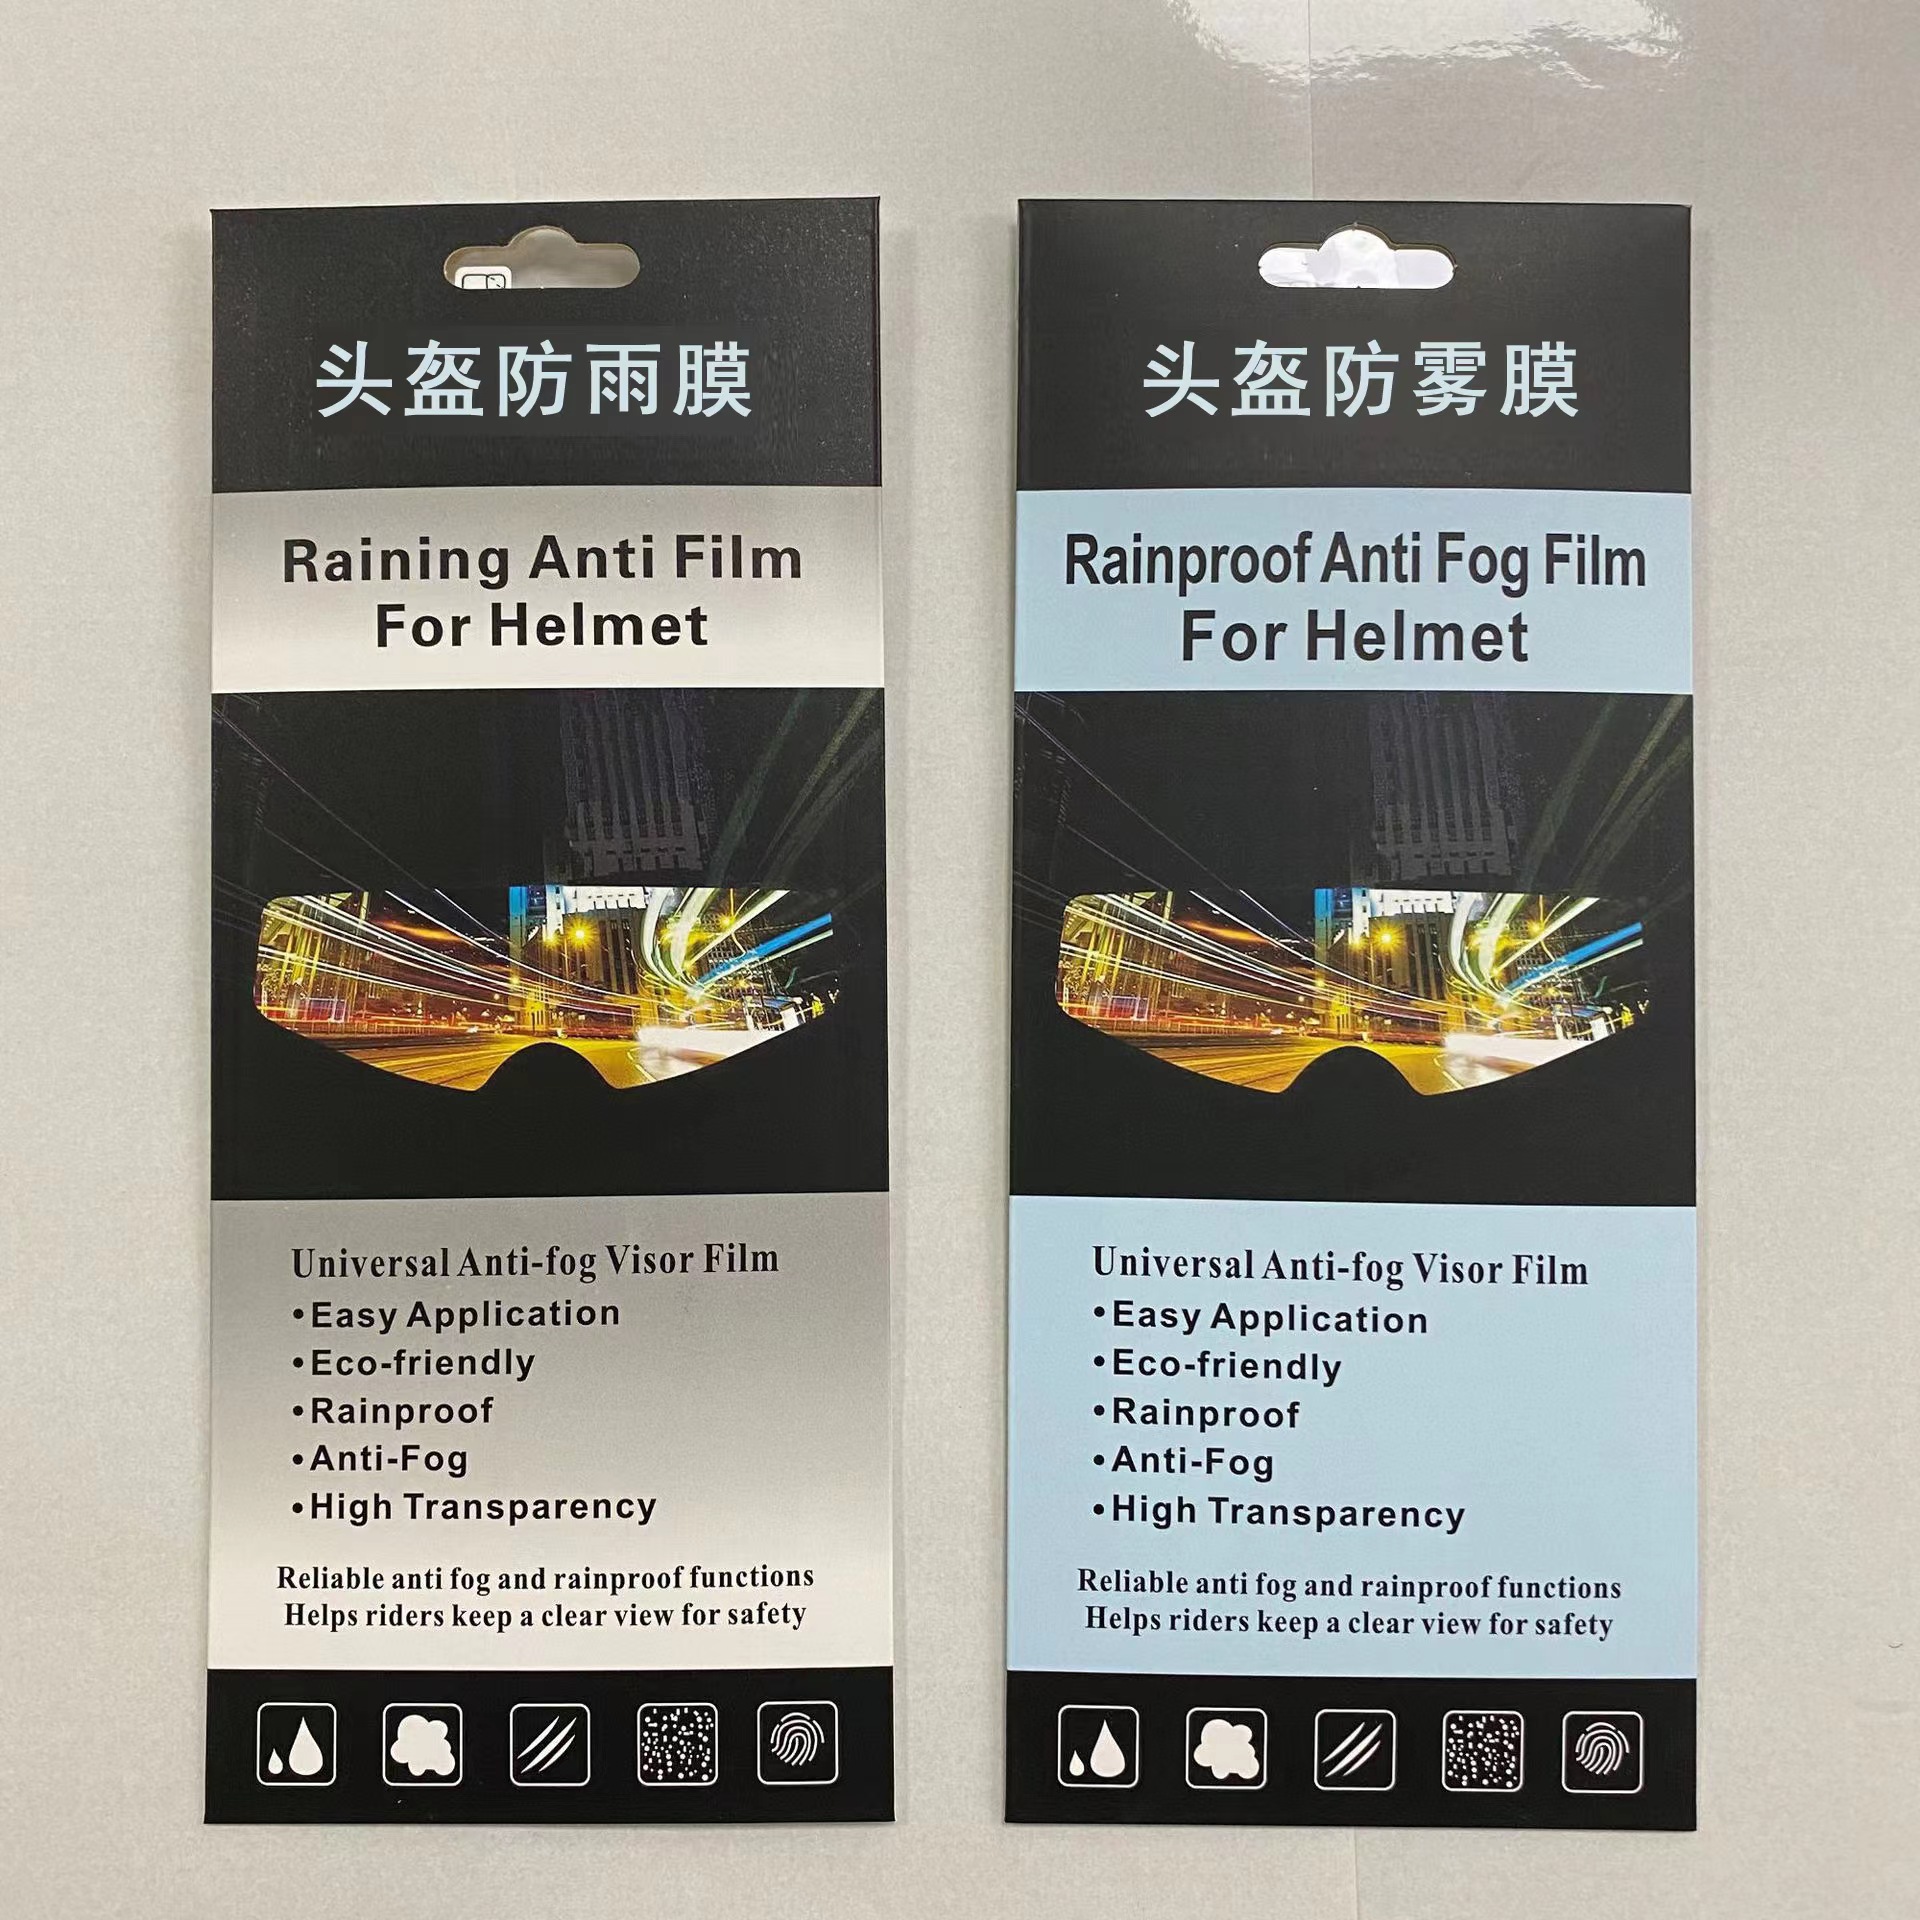 头盔防雨膜
Raining Anti Film
For Helmet
Universal Anti-fog Visor Film
•Easy Application
•Eco-friendly
•Rainproof
•Anti-Fog
•High Transparency
Reliable anti fog and rainproof functions
Helps riders keep a clear view for safety
头盔防雾膜
Rainproof Anti Fog Film
For Helmet
Universal Anti-fog Visor Film
•Easy Application
•Eco-friendly
•Rainproof
•Anti-Fog
•High Transparency
Reliable anti fog and rainproof functions
Helps riders keep a clear view for safety